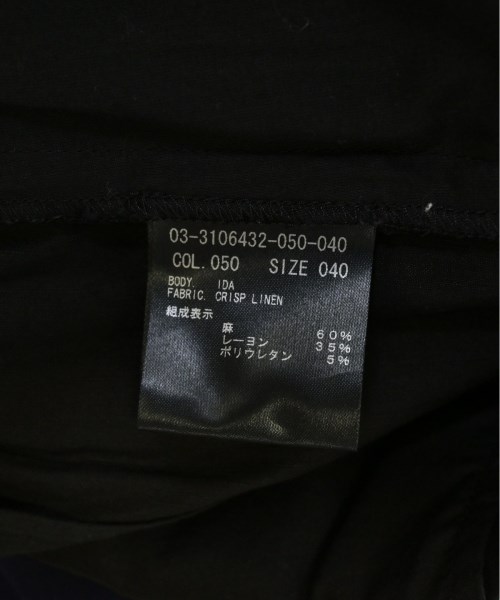 03-3106432-050-040
COL.050 SIZE 040
BODY. IDA
FABRIC. CRISP LINEN
組成表示
麻 60%
レーヨン 35%
ポリウレタン 5%